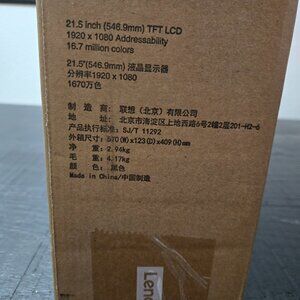 21.5 inch (546.9mm) TFT LCD
1920 x 1080 Addressability
16.7 million colors
21.5"(546.9mm) 液晶显示器
分辨率1920 x 1080
1670万色
制 造 商: 联想(北京)有限公司
地 址: 北京市海淀区上地西路6号2幢2层201-H2-6
产品执行标准: SJ/T 11292
外箱尺寸: 570(W)x123(D)x409(H)mm
净 重: 2.94kg
毛 重: 4.17kg
颜 色: 黑色
Made in China/中国制造